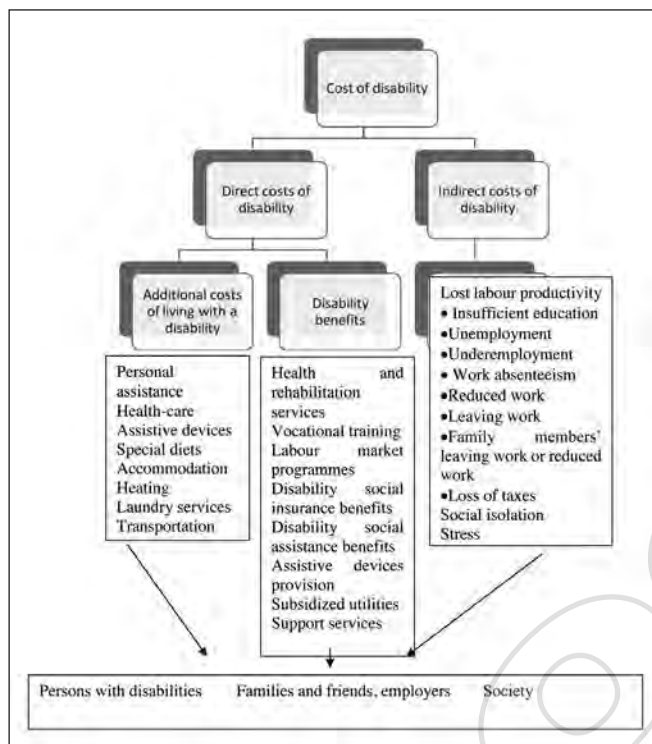 Cost of disability
Direct costs of
disability
Indirect costs of
disability
Additional costs
of living with a
disability
Disability
benefits
Personal
assistance
Health-care
Assistive devices
Special diets
Accommodation
Heating
Laundry services
Transportation
Health and
rehabilitation
services
Vocational training
Labour market
programmes
Disability social
insurance benefits
Disability social
assistance benefits
Assistive devices
provision
Subsidized utilities
Support services
Lost labour productivity
• Insufficient education
•Unemployment
•Underemployment
• Work absenteeism
•Reduced work
•Leaving work
•Family members'
leaving work or reduced
work
•Loss of taxes
Social isolation
Stress
Persons with disabilities Families and friends, employers Society